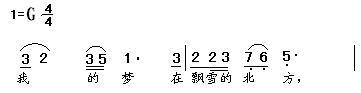 1=G 4/4
3 2 3 5 1· 3 | 2 2 3 7 6 5· |
我 的 梦 在 飘雪的 北 方，